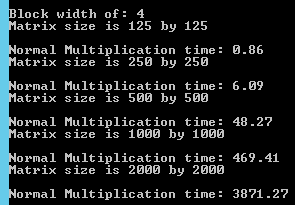 Block width of: 4
Matrix size is 125 by 125
Normal Multiplication time: 0.86
Matrix size is 250 by 250
Normal Multiplication time: 6.09
Matrix size is 500 by 500
Normal Multiplication time: 48.27
Matrix size is 1000 by 1000
Normal Multiplication time: 469.41
Matrix size is 2000 by 2000
Normal Multiplication time: 3871.27